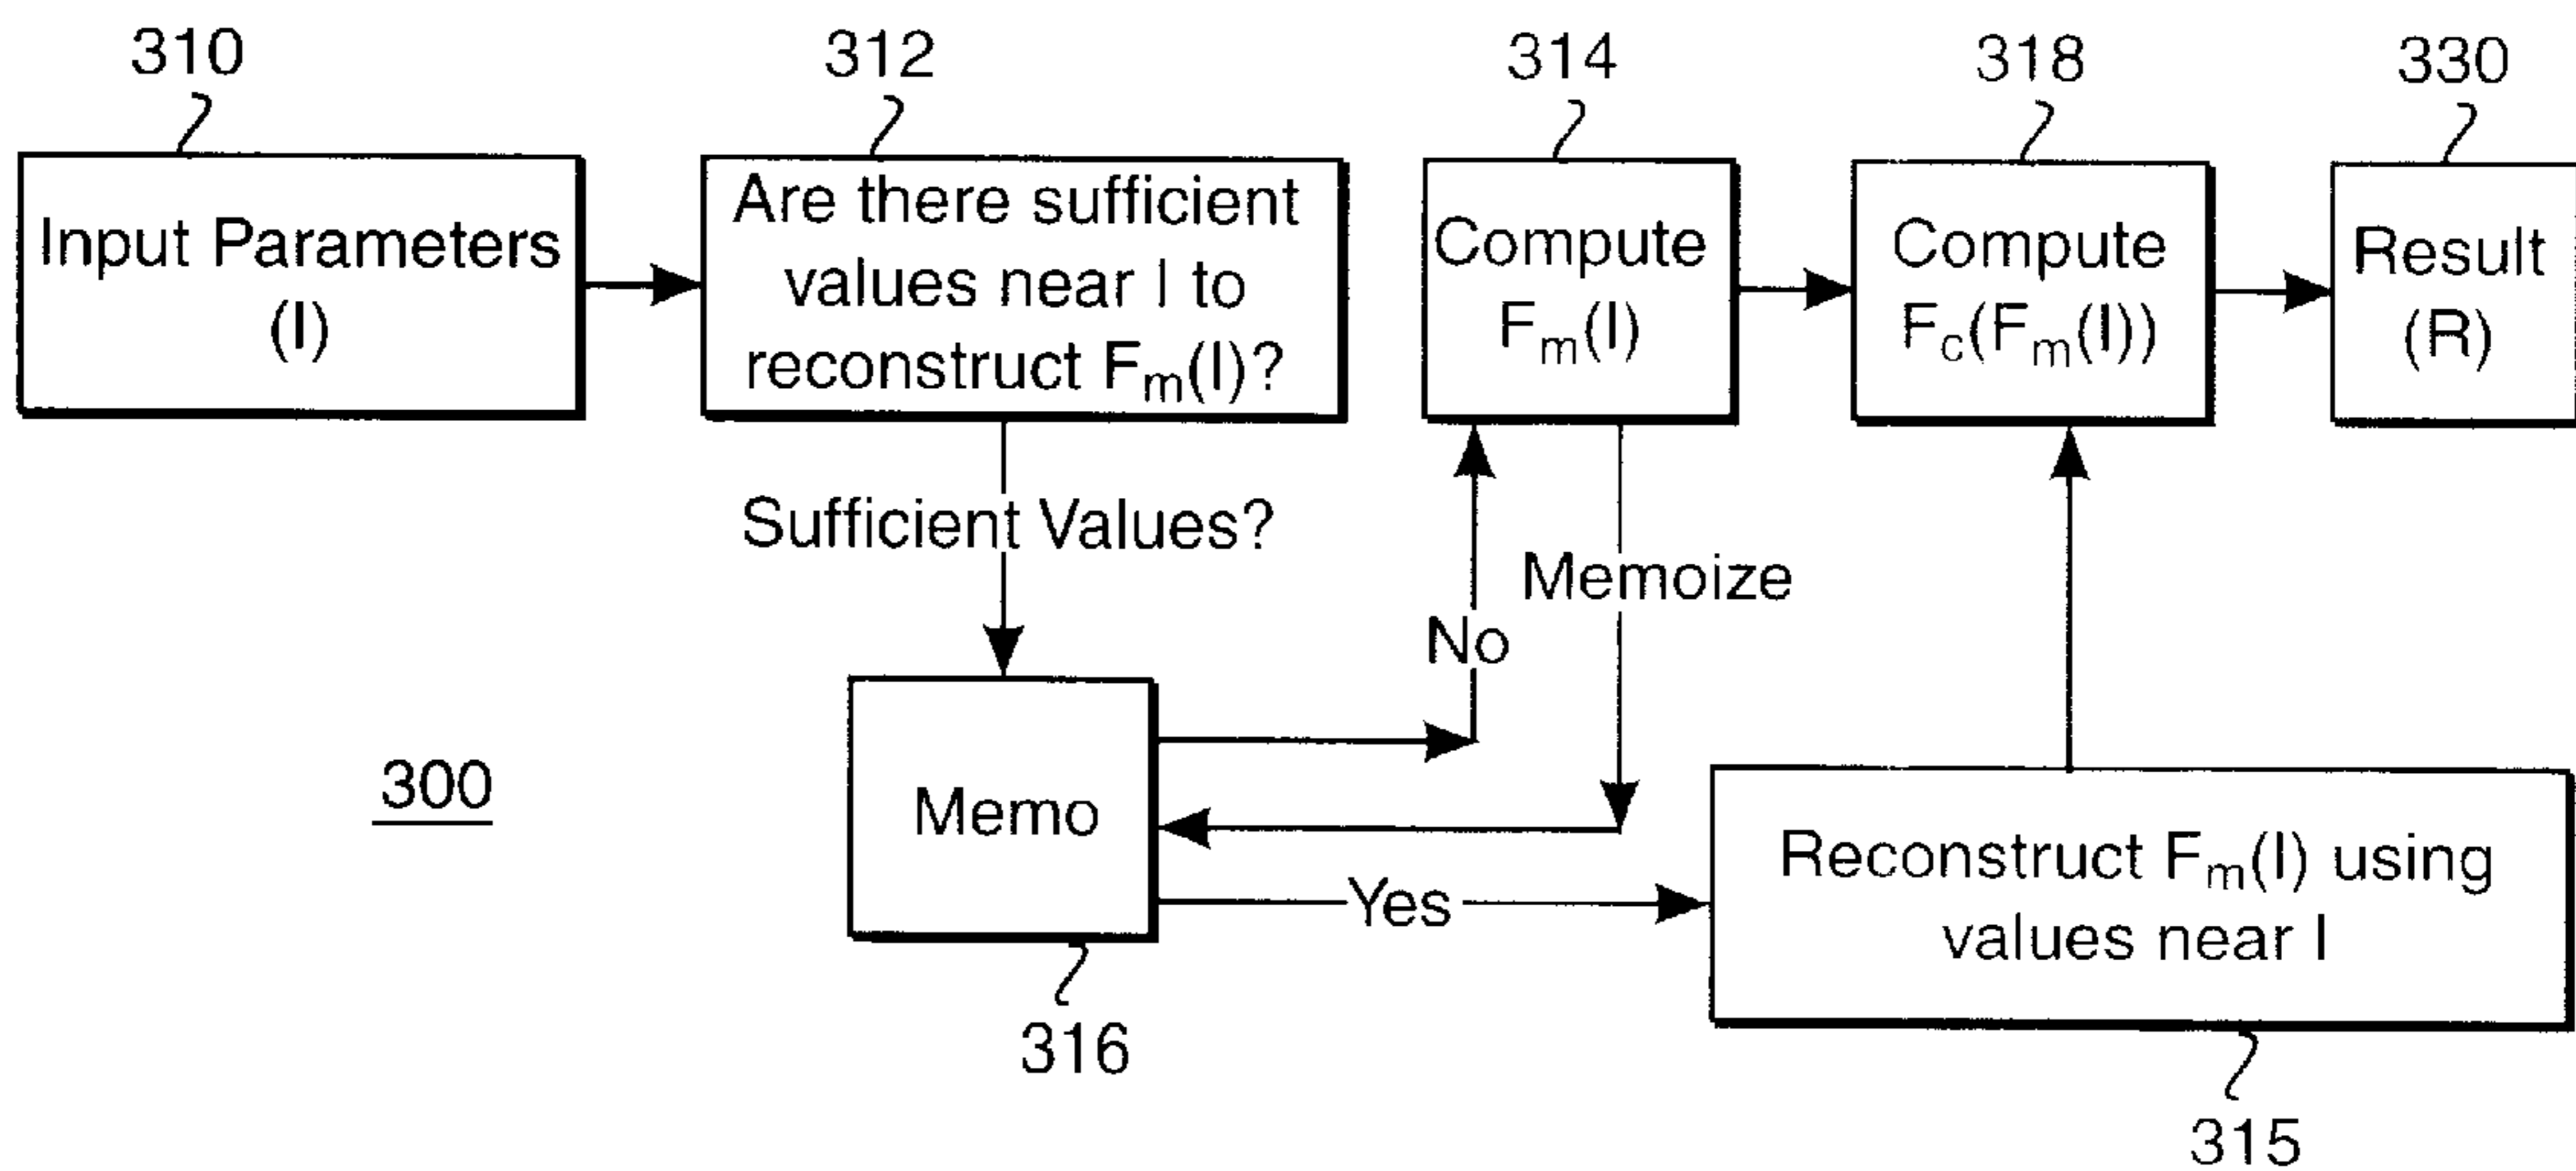 310
312
314
318
330
Input Parameters
(I)
Are there sufficient
values near I to
reconstruct Fm(I)?
Compute
Fm(I)
Compute
Fc(Fm(I))
Result
(R)
Sufficient Values?
Memoize
No
Memo
Yes
300
Reconstruct Fm(I) using
values near I
316
315